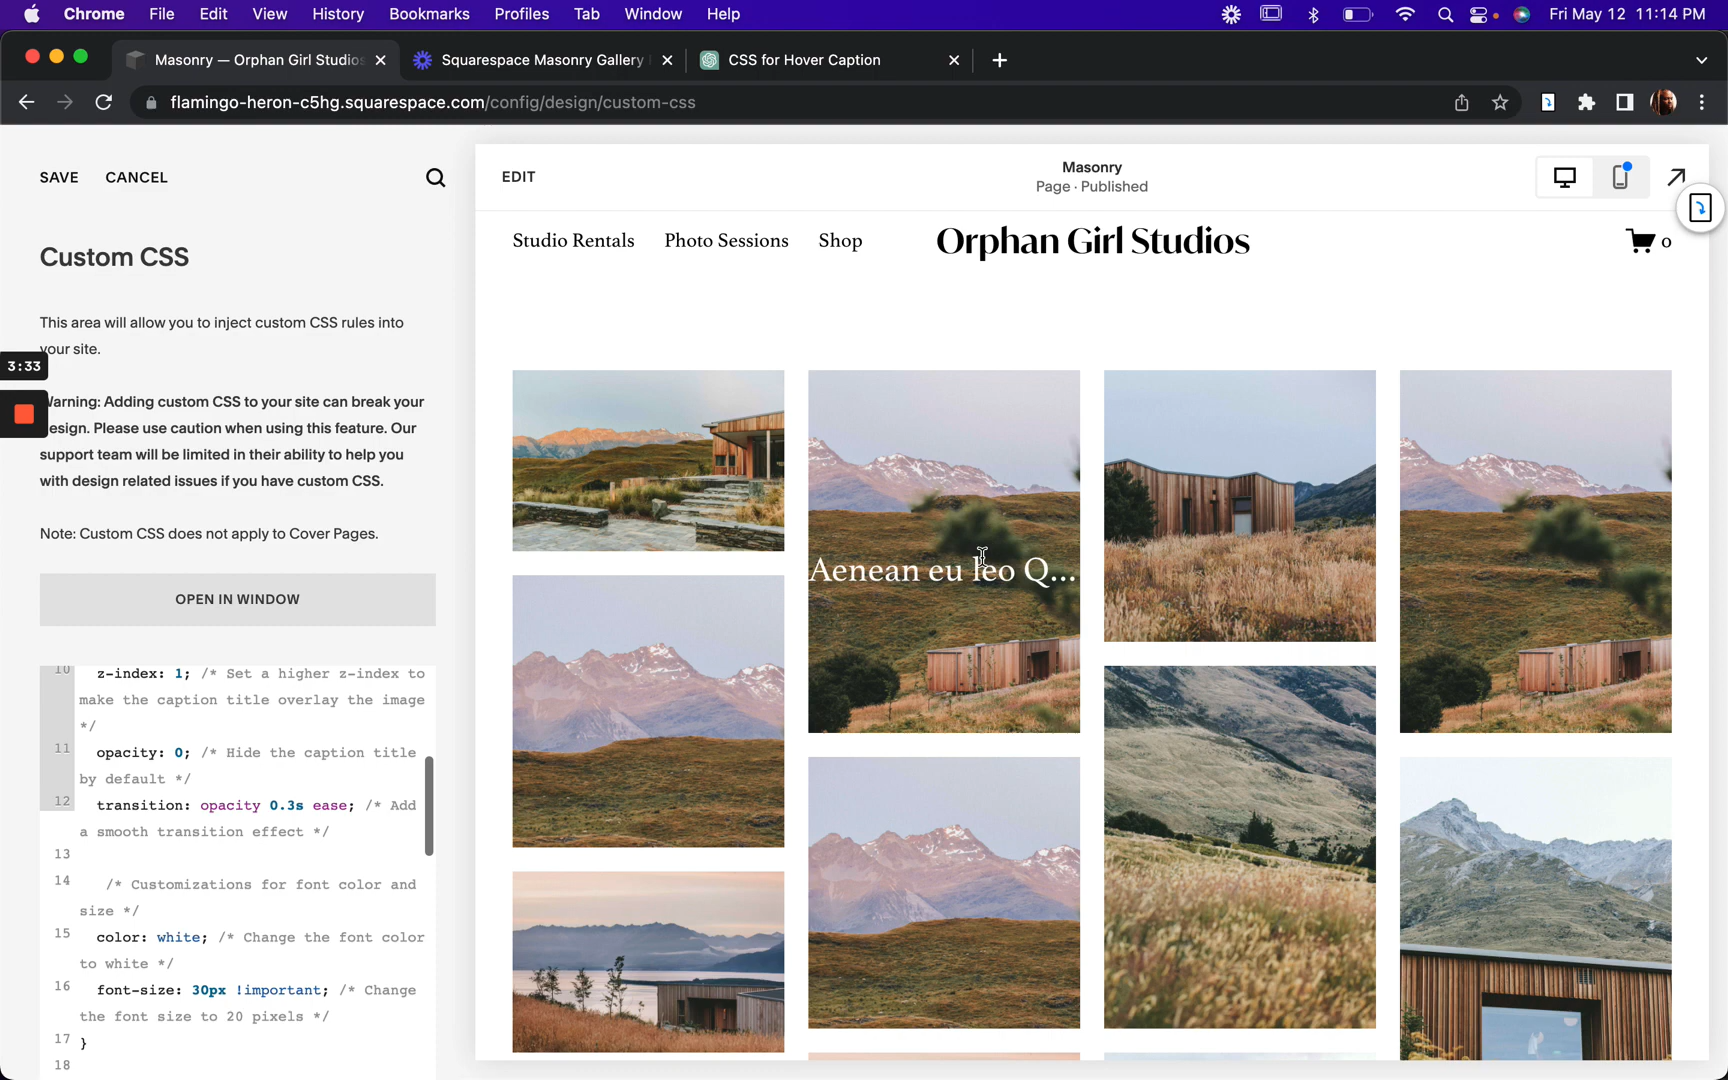 Chrome File Edit View History Bookmarks Profiles Tab Window Help Fri May 12 11:14 PM
Masonry — Orphan Girl Studios Squarespace Masonry Gallery CSS for Hover Caption
flamingo-heron-c5hg.squarespace.com/config/design/custom-css
SAVE CANCEL
EDIT
Masonry
Page · Published
Studio Rentals Photo Sessions Shop Orphan Girl Studios 0
Custom CSS
This area will allow you to inject custom CSS rules into
your site.
3:33
Warning: Adding custom CSS to your site can break your
design. Please use caution when using this feature. Our
support team will be limited in their ability to help you
with design related issues if you have custom CSS.
Note: Custom CSS does not apply to Cover Pages.
OPEN IN WINDOW
Aenean eu leo Q...
10 z-index: 1; /* Set a higher z-index to
make the caption title overlay the image
*/
11 opacity: 0; /* Hide the caption title
by default */
12 transition: opacity 0.3s ease; /* Add
a smooth transition effect */
13
14 /* Customizations for font color and
size */
15 color: white; /* Change the font color
to white */
16 font-size: 30px !important; /* Change
the font size to 20 pixels */
17 }
18